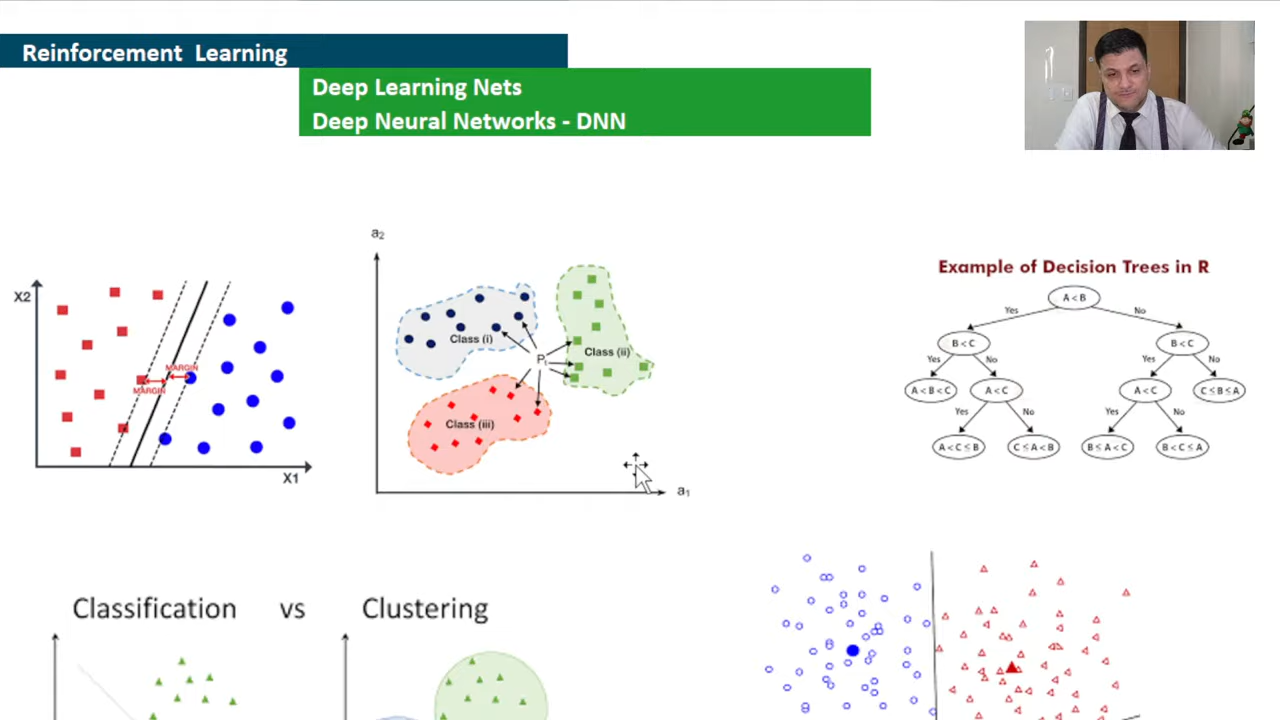 Reinforcement Learning
Deep Learning Nets
Deep Neural Networks - DNN
X2
MARGIN
MARGIN
X1
a2
Class (i)
Class (ii)
Pt
Class (iii)
a1
Example of Decision Trees in R
A < B
Yes
No
B < C
B < C
Yes
No
Yes
No
A < B < C
A < C
A < C
C ≤ B ≤ A
Yes
No
Yes
No
A < C ≤ B
C ≤ A < B
B ≤ A < C
B < C ≤ A
Classification vs Clustering